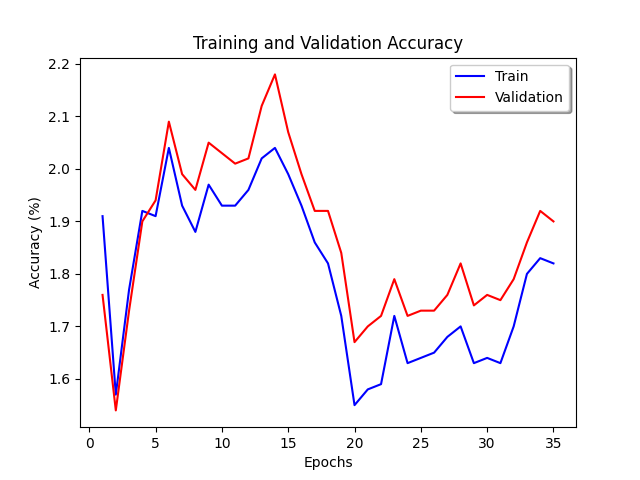 Training and Validation Accuracy
Train
Validation
Accuracy (%)
2.2
2.1
2.0
1.9
1.8
1.7
1.6
0 5 10 15 20 25 30 35
Epochs